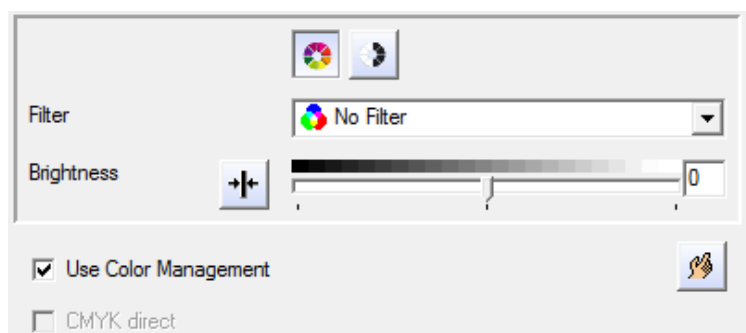 Filter
No Filter
Brightness
0
Use Color Management
CMYK direct